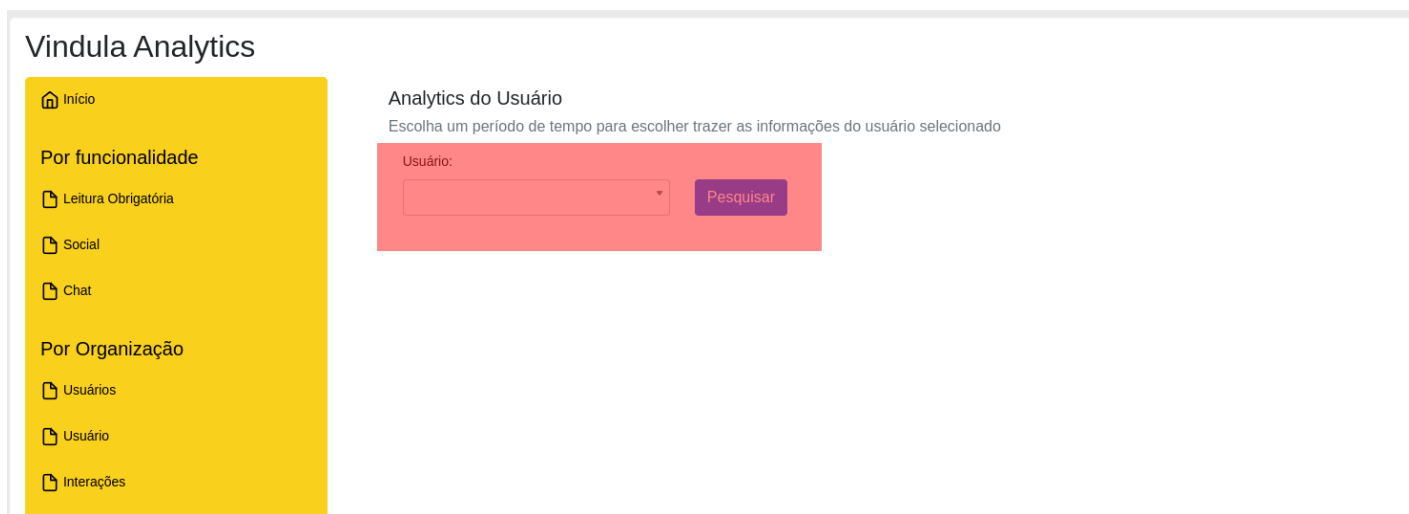 Vindula Analytics
Início
Por funcionalidade
Leitura Obrigatória
Social
Chat
Por Organização
Usuários
Usuário
Interações
Analytics do Usuário
Escolha um período de tempo para escolher trazer as informações do usuário selecionado
Usuário:
Pesquisar